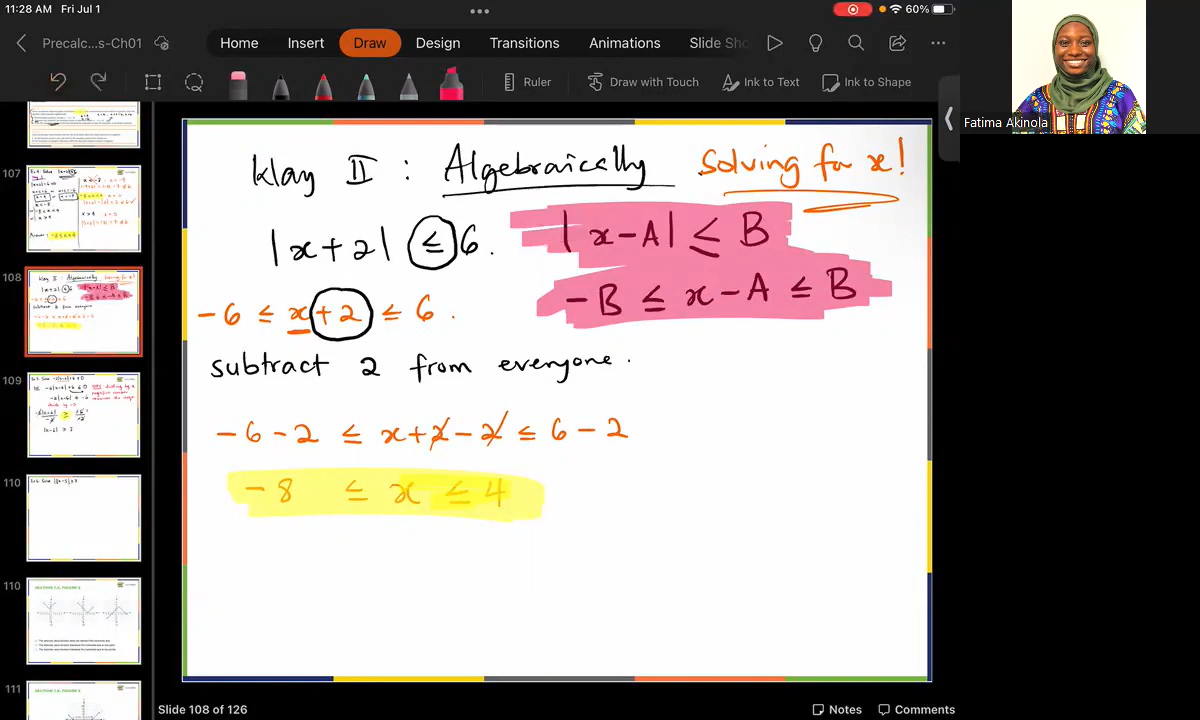 11:28 AM Fri Jul 1
60%
Precalc...s-Ch01
Home Insert Draw Design Transitions Animations Slide Sho
Ruler Draw with Touch Ink to Text Ink to Shape
Fatima Akinola
107
108
109
110
110
111
Way II : Algebraically solving for x!
|x+2| ≤ 6.
|x-A| ≤ B
-B ≤ x-A ≤ B
-6 ≤ x+2 ≤ 6.
subtract 2 from everyone.
-6-2 ≤ x+2-2 ≤ 6-2
-8 ≤ x ≤ 4
Slide 108 of 126
Notes Comments